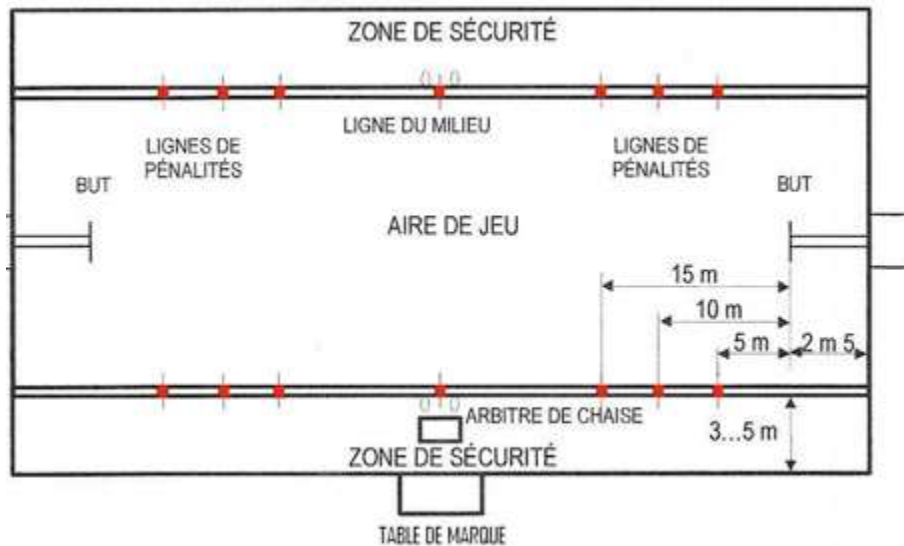 ZONE DE SÉCURITÉ
LIGNE DU MILIEU
LIGNES DE
PÉNALITÉS
LIGNES DE
PÉNALITÉS
BUT
BUT
AIRE DE JEU
15 m
10 m
5 m
2 m 5
ARBITRE DE CHAISE
3...5 m
ZONE DE SÉCURITÉ
TABLE DE MARQUE